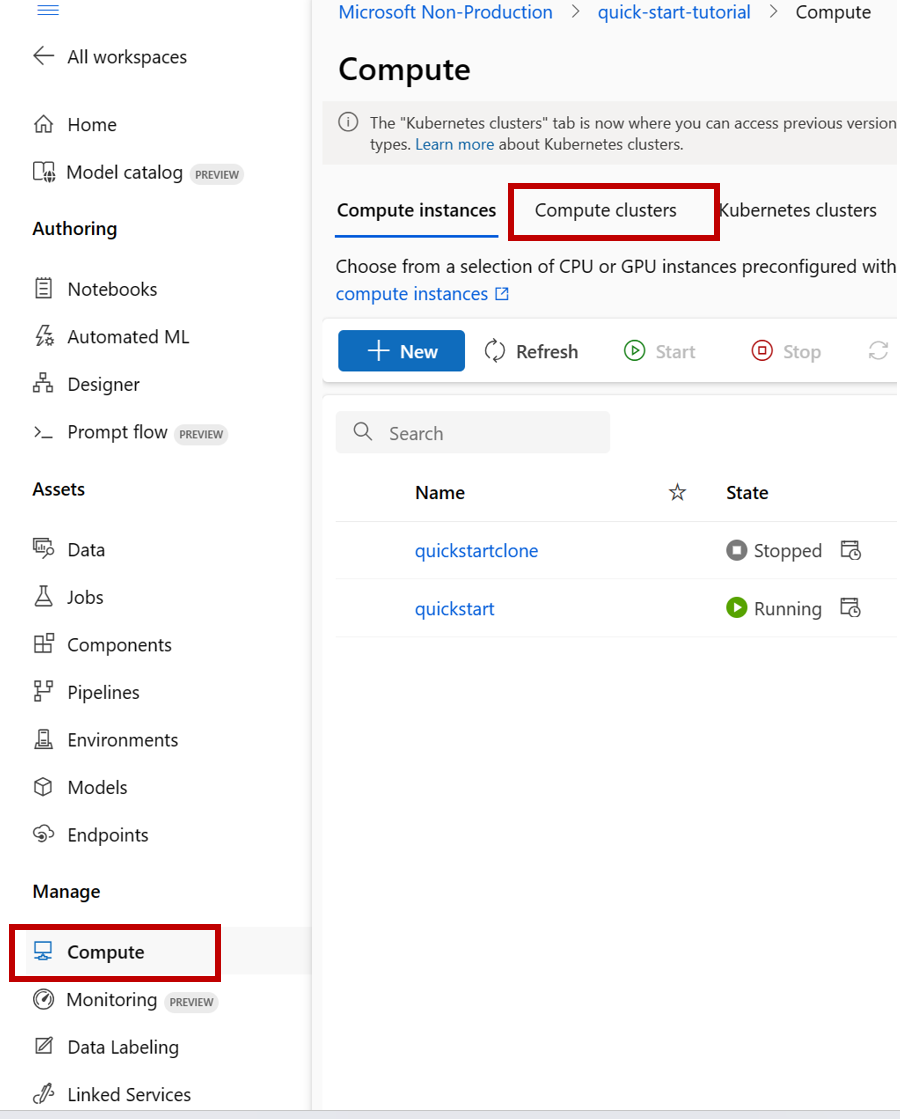 All workspaces
Home
Model catalog PREVIEW
Authoring
Notebooks
Automated ML
Designer
Prompt flow PREVIEW
Assets
Data
Jobs
Components
Pipelines
Environments
Models
Endpoints
Manage
Compute
Monitoring PREVIEW
Data Labeling
Linked Services
Microsoft Non-Production > quick-start-tutorial > Compute
Compute
The "Kubernetes clusters" tab is now where you can access previous version
types. Learn more about Kubernetes clusters.
Compute instances Compute clusters Kubernetes clusters
Choose from a selection of CPU or GPU instances preconfigured with
compute instances
New Refresh Start Stop
Search
Name State
quickstartclone Stopped
quickstart Running